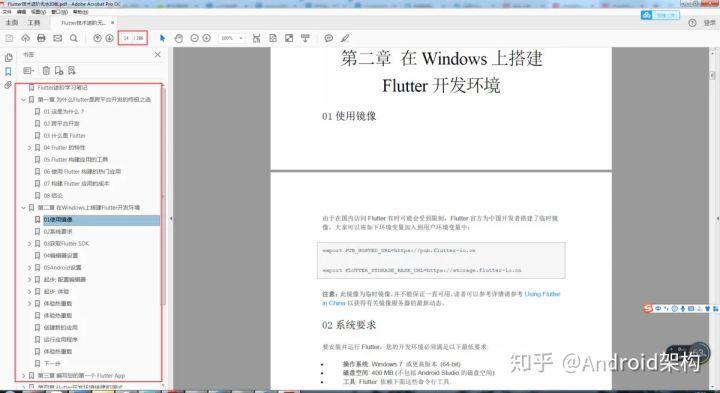 Flutter技术进阶无水印版.pdf - Adobe Acrobat Pro DC
主页
工具
Flutter技术进阶无...
登录
14
100%
书签
Flutter进阶学习笔记
第一章 为什么Flutter是跨平台开发的终极之选
01 这是为什么？
02 跨平台开发
03 什么是 Flutter
04 Flutter 的特性
05 Flutter 构建应用的工具
06 使用 Flutter 构建的热门应用
07 构建 Flutter 应用的成本
08 结论
第二章 在Windows上搭建Flutter开发环境
01使用镜像
02系统要求
03获取Flutter SDK
04编辑器设置
05Android设置
起步: 配置编辑器
起步: 体验
体验热重载
体验热重载
创建新的应用
运行应用程序
体验热重载
下一步
第三章 编写您的第一个 Flutter App
第二章 在 Windows 上搭建
Flutter 开发环境
01 使用镜像
由于在国内访问 Flutter 有时可能会受到限制，Flutter 官方为中国开发者搭建了临时镜
像，大家可以将如下环境变量加入到用户环境变量中:
export PUB_HOSTED_URL=https://pub.flutter-io.cn
export FLUTTER_STORAGE_BASE_URL=https://storage.flutter-io.cn
注意: 此镜像为临时镜像，并不能保证一直可用，读者可以参考详情请参考 Using Flutter
in China 以获得有关镜像服务器的最新动态。
02 系统要求
要安装并运行 Flutter，您的开发环境必须满足以下最低要求:
操作系统: Windows 7 或更高版本 (64-bit)
磁盘空间: 400 MB (不包括 Android Studio 的磁盘空间)
工具: Flutter 依赖下面这些命令行工具.
知乎 @Android架构